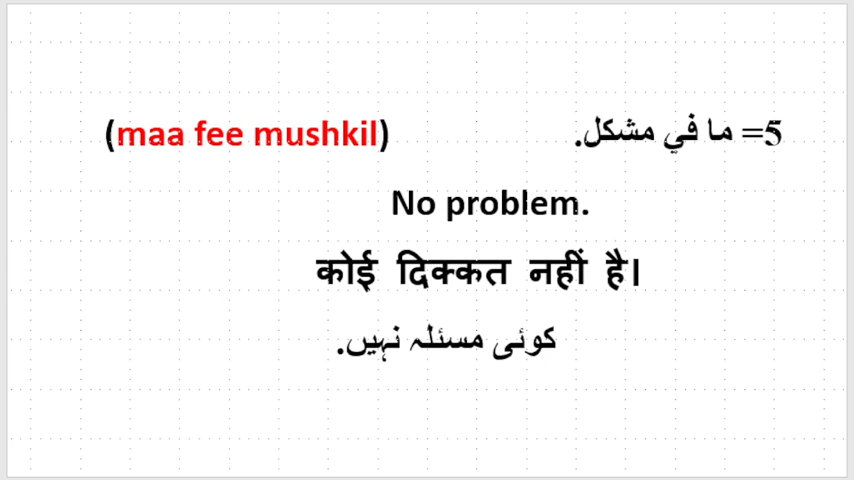 (maa fee mushkil) 5= ما في مشكل.
No problem.
कोई दिक्कत नहीं है।
کوئی مسئلہ نہیں.